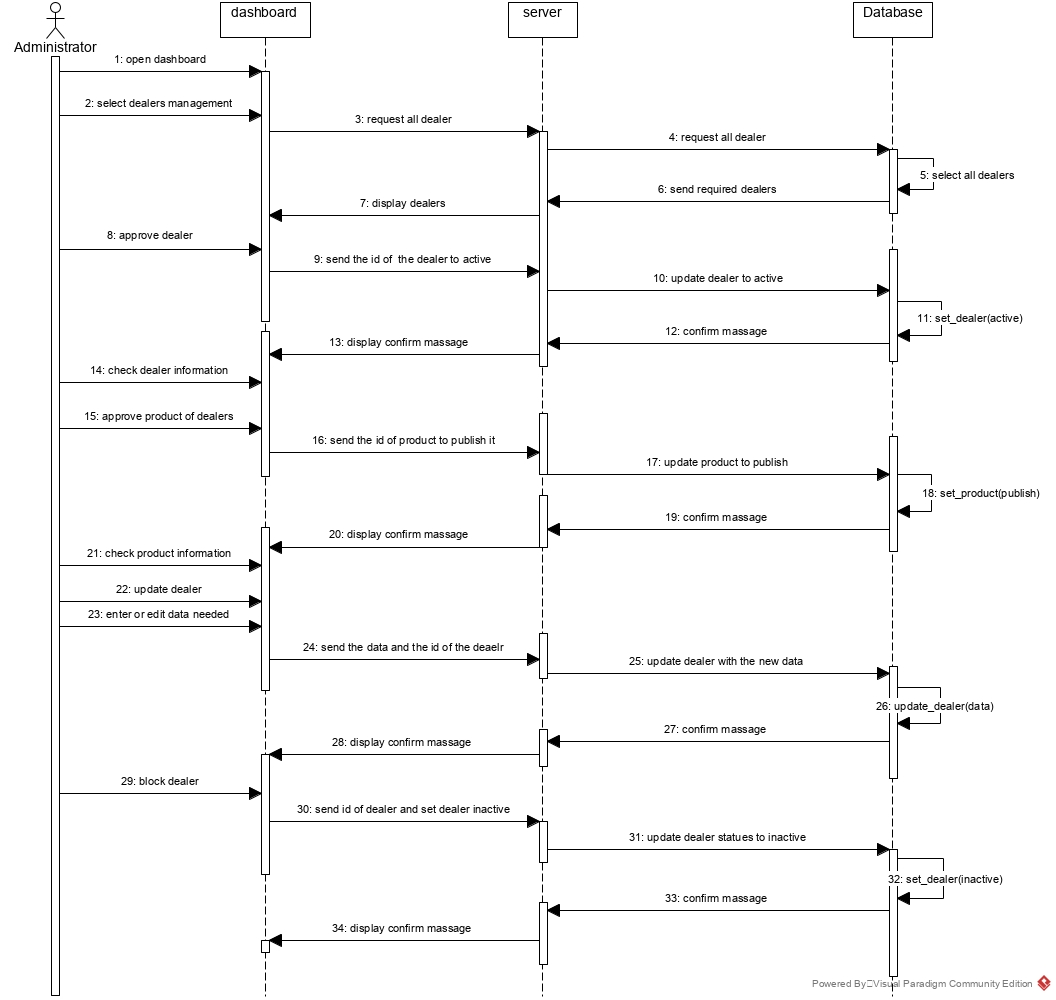 dashboard
server
Database
Administrator
1: open dashboard
2: select dealers management
3: request all dealer
4: request all dealer
5: select all dealers
6: send required dealers
7: display dealers
8: approve dealer
9: send the id of  the dealer to active
10: update dealer to active
11: set_dealer(active)
12: confirm massage
13: display confirm massage
14: check dealer information
15: approve product of dealers
16: send the id of product to publish it
17: update product to publish
18: set_product(publish)
19: confirm massage
20: display confirm massage
21: check product information
22: update dealer
23: enter or edit data needed
24: send the data and the id of the deaelr
25: update dealer with the new data
26: update_dealer(data)
27: confirm massage
28: display confirm massage
29: block dealer
30: send id of dealer and set dealer inactive
31: update dealer statues to inactive
32: set_dealer(inactive)
33: confirm massage
34: display confirm massage
Powered By Visual Paradigm Community Edition